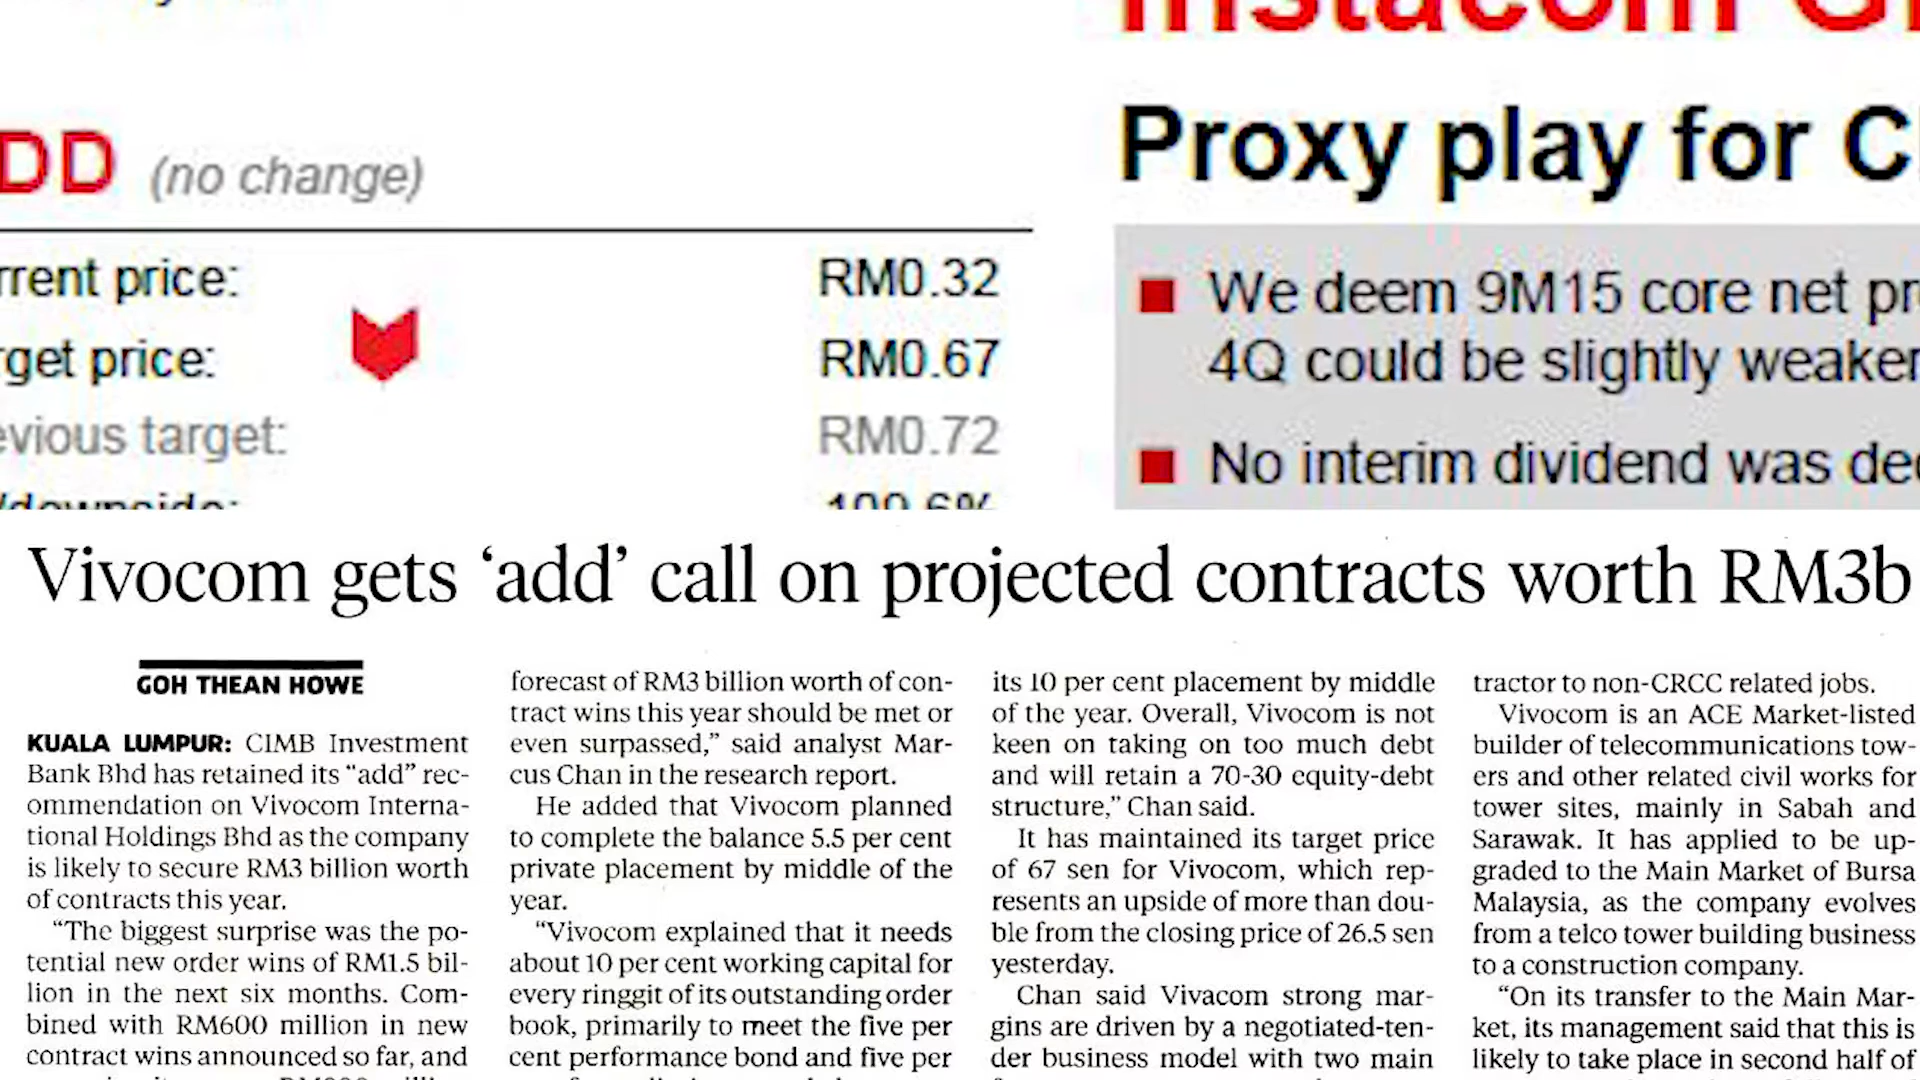 (no change)
RM0.32
RM0.67
RM0.72
Proxy play for
We deem 9M15 core net
4Q could be slightly
No interim dividend was
price:
price:
target:
Vivocom gets ‘add’ call on projected contracts worth RM3b
GOH THEAN HOWE
KUALA LUMPUR: CIMB Investment
Bank Bhd has retained its “add” rec-
ommendation on Vivocom Interna-
tional Holdings Bhd as the company
is likely to secure RM3 billion worth
of contracts this year.
“The biggest surprise was the po-
tential new order wins of RM1.5 bil-
lion in the next six months. Com-
bined with RM600 million in new
contract wins announced so far, and
forecast of RM3 billion worth of con-
tract wins this year should be met or
even surpassed,” said analyst Mar-
cus Chan in the research report.
He added that Vivocom planned
to complete the balance 5.5 per cent
private placement by middle of the
year.
“Vivocom explained that it needs
about 10 per cent working capital for
every ringgit of its outstanding order
book, primarily to meet the five per
cent performance bond and five per
its 10 per cent placement by middle
of the year. Overall, Vivocom is not
keen on taking on too much debt
and will retain a 70-30 equity-debt
structure,” Chan said.
It has maintained its target price
of 67 sen for Vivocom, which rep-
resents an upside of more than dou-
ble from the closing price of 26.5 sen
yesterday.
Chan said Vivacom strong mar-
gins are driven by a negotiated-ten-
der business model with two main
tractor to non-CRCC related jobs.
Vivocom is an ACE Market-listed
builder of telecommunications tow-
ers and other related civil works for
tower sites, mainly in Sabah and
Sarawak. It has applied to be up-
graded to the Main Market of Bursa
Malaysia, as the company evolves
from a telco tower building business
to a construction company.
“On its transfer to the Main Mar-
ket, its management said that this is
likely to take place in second half of